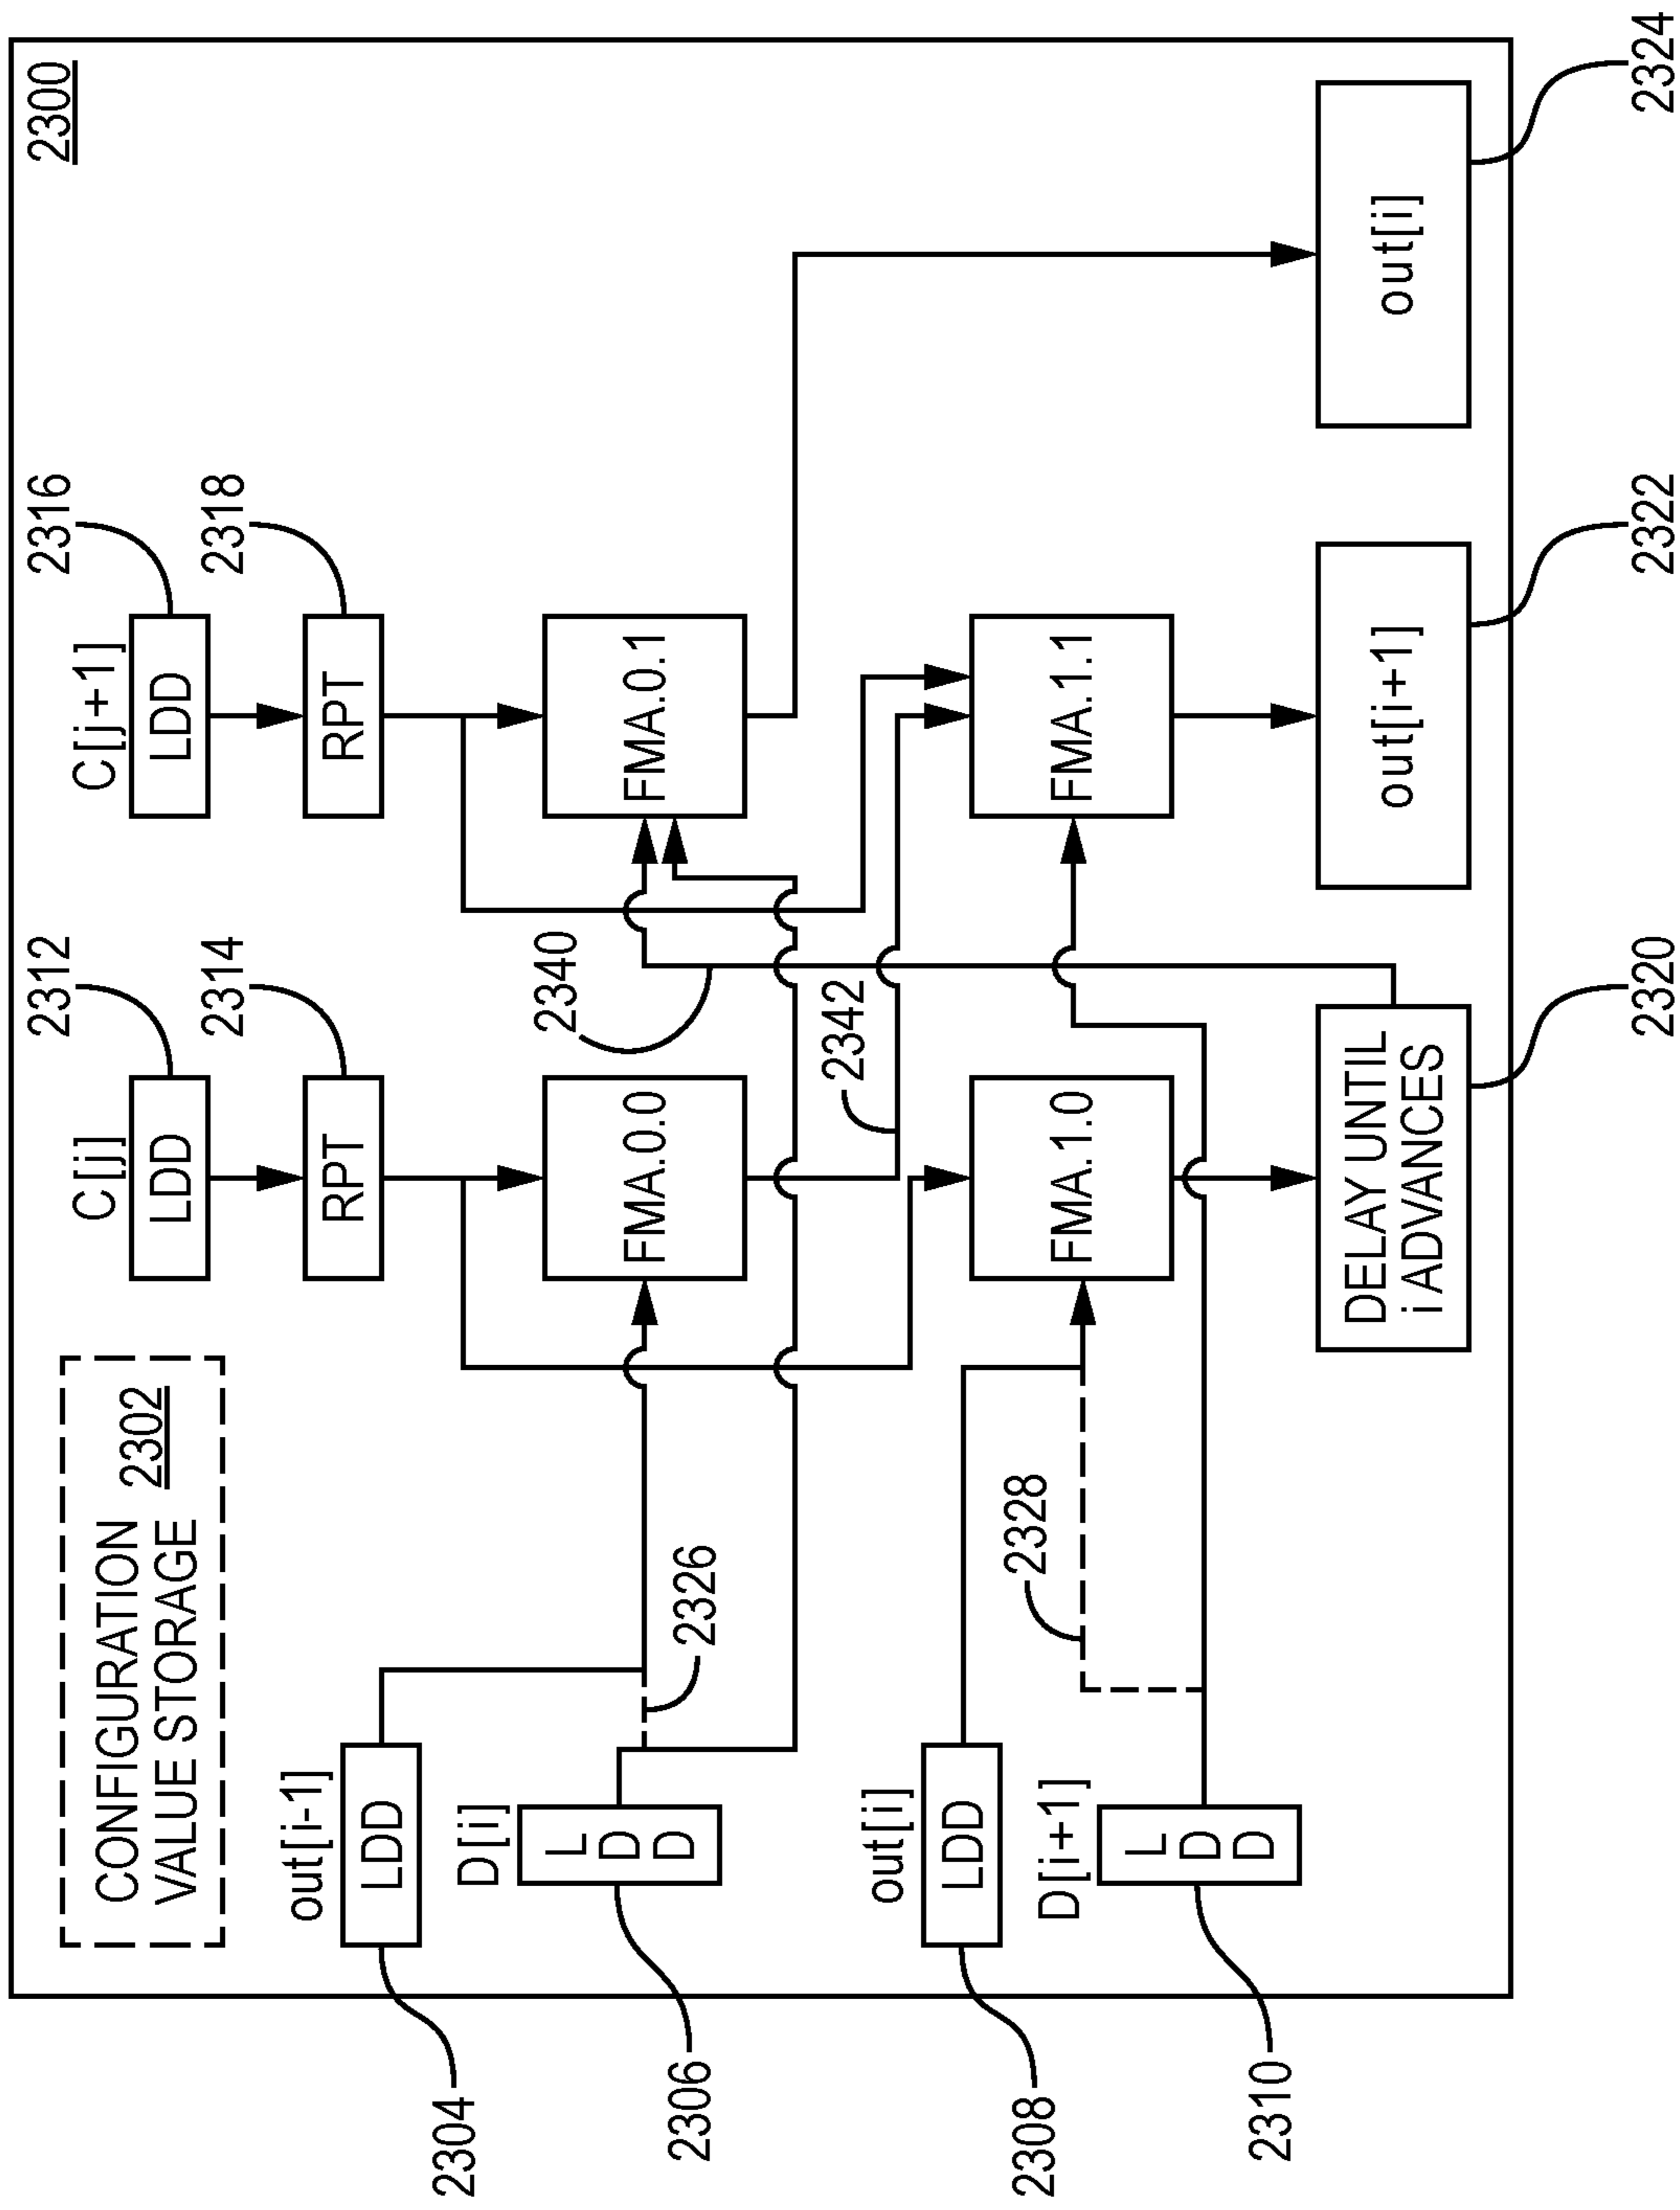 2300
CONFIGURATION
VALUE STORAGE
2302
C[j]
LDD
2312
C[j+1]
LDD
2316
RPT
2314
RPT
2318
out[i-1]
LDD
2304
D[i]
LDD
2306
2326
FMA.0.0
2340
FMA.0.1
2342
out[i]
LDD
2308
D[i+1]
LDD
2310
2328
FMA.1.0
FMA.1.1
DELAY UNTIL
i ADVANCES
2320
out[i+1]
2322
out[i]
2324